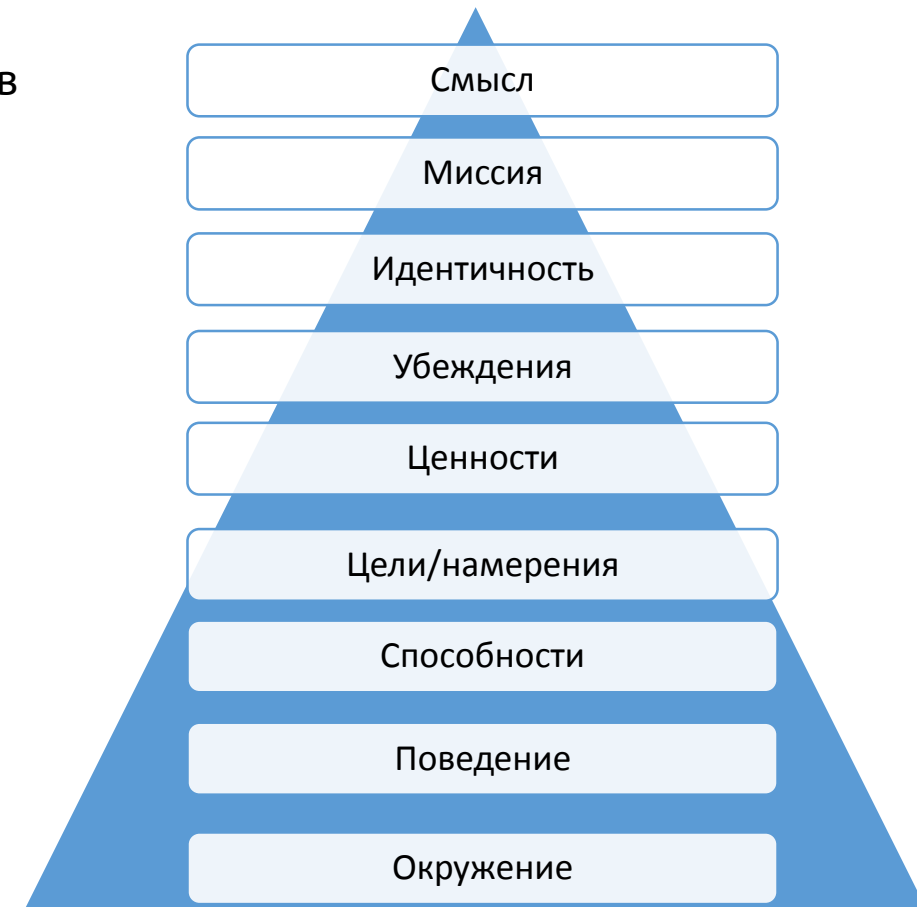 в
Смысл
Миссия
Идентичность
Убеждения
Ценности
Цели/намерения
Способности
Поведение
Окружение